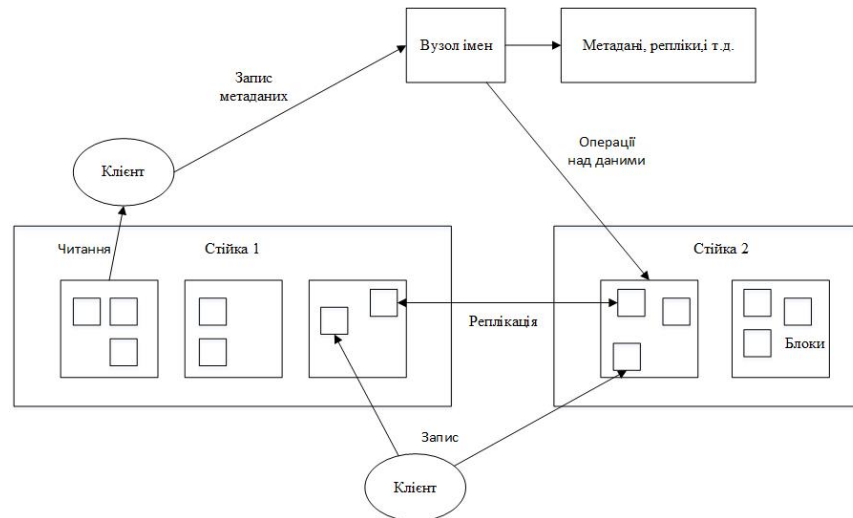 Вузол імен
Метадані, репліки,і т.д.
Запис
метаданих
Операції
над даними
Клієнт
Читання
Стійка 1
Стійка 2
Реплікація
Блоки
Запис
Клієнт